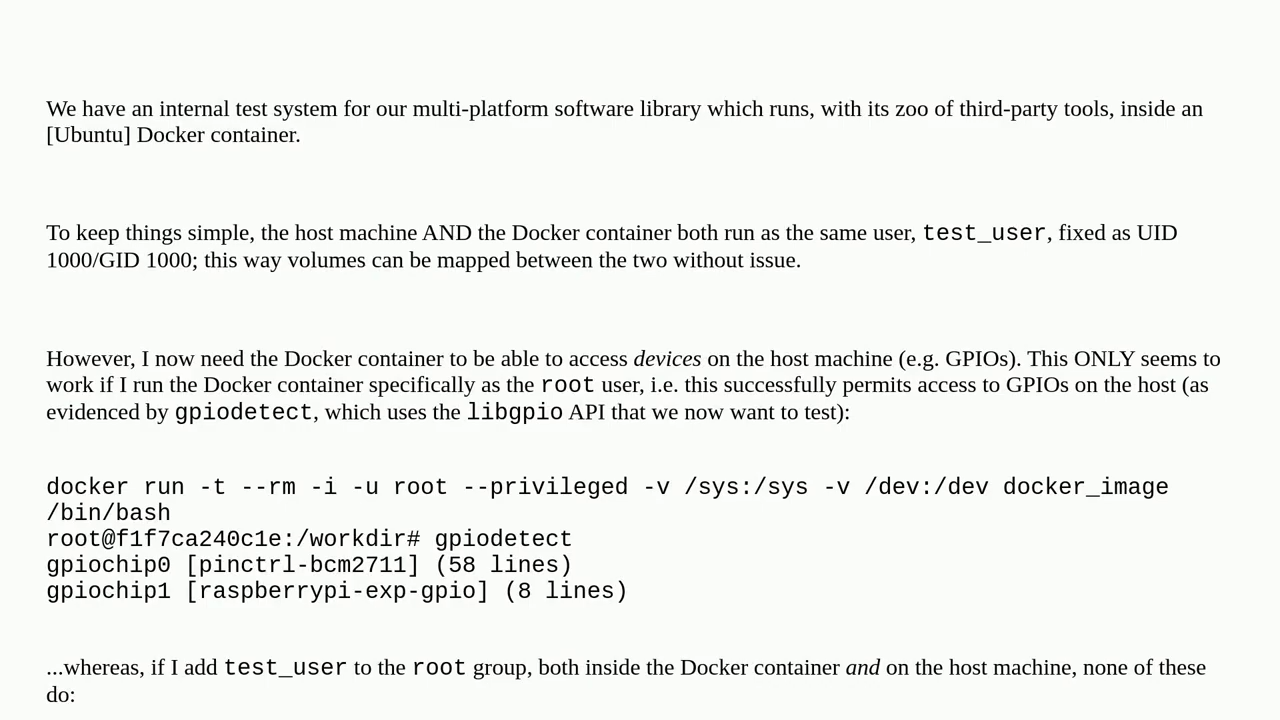 We have an internal test system for our multi-platform software library which runs, with its zoo of third-party tools, inside an
[Ubuntu] Docker container.
To keep things simple, the host machine AND the Docker container both run as the same user, test_user, fixed as UID
1000/GID 1000; this way volumes can be mapped between the two without issue.
However, I now need the Docker container to be able to access devices on the host machine (e.g. GPIOs). This ONLY seems to
work if I run the Docker container specifically as the root user, i.e. this successfully permits access to GPIOs on the host (as
evidenced by gpiodetect, which uses the libgpio API that we now want to test):
docker run -t --rm -i -u root --privileged -v /sys:/sys -v /dev:/dev docker_image
/bin/bash
root@f1f7ca240c1e:/workdir# gpiodetect
gpiochip0 [pinctrl-bcm2711] (58 lines)
gpiochip1 [raspberrypi-exp-gpio] (8 lines)
...whereas, if I add test_user to the root group, both inside the Docker container and on the host machine, none of these
do: